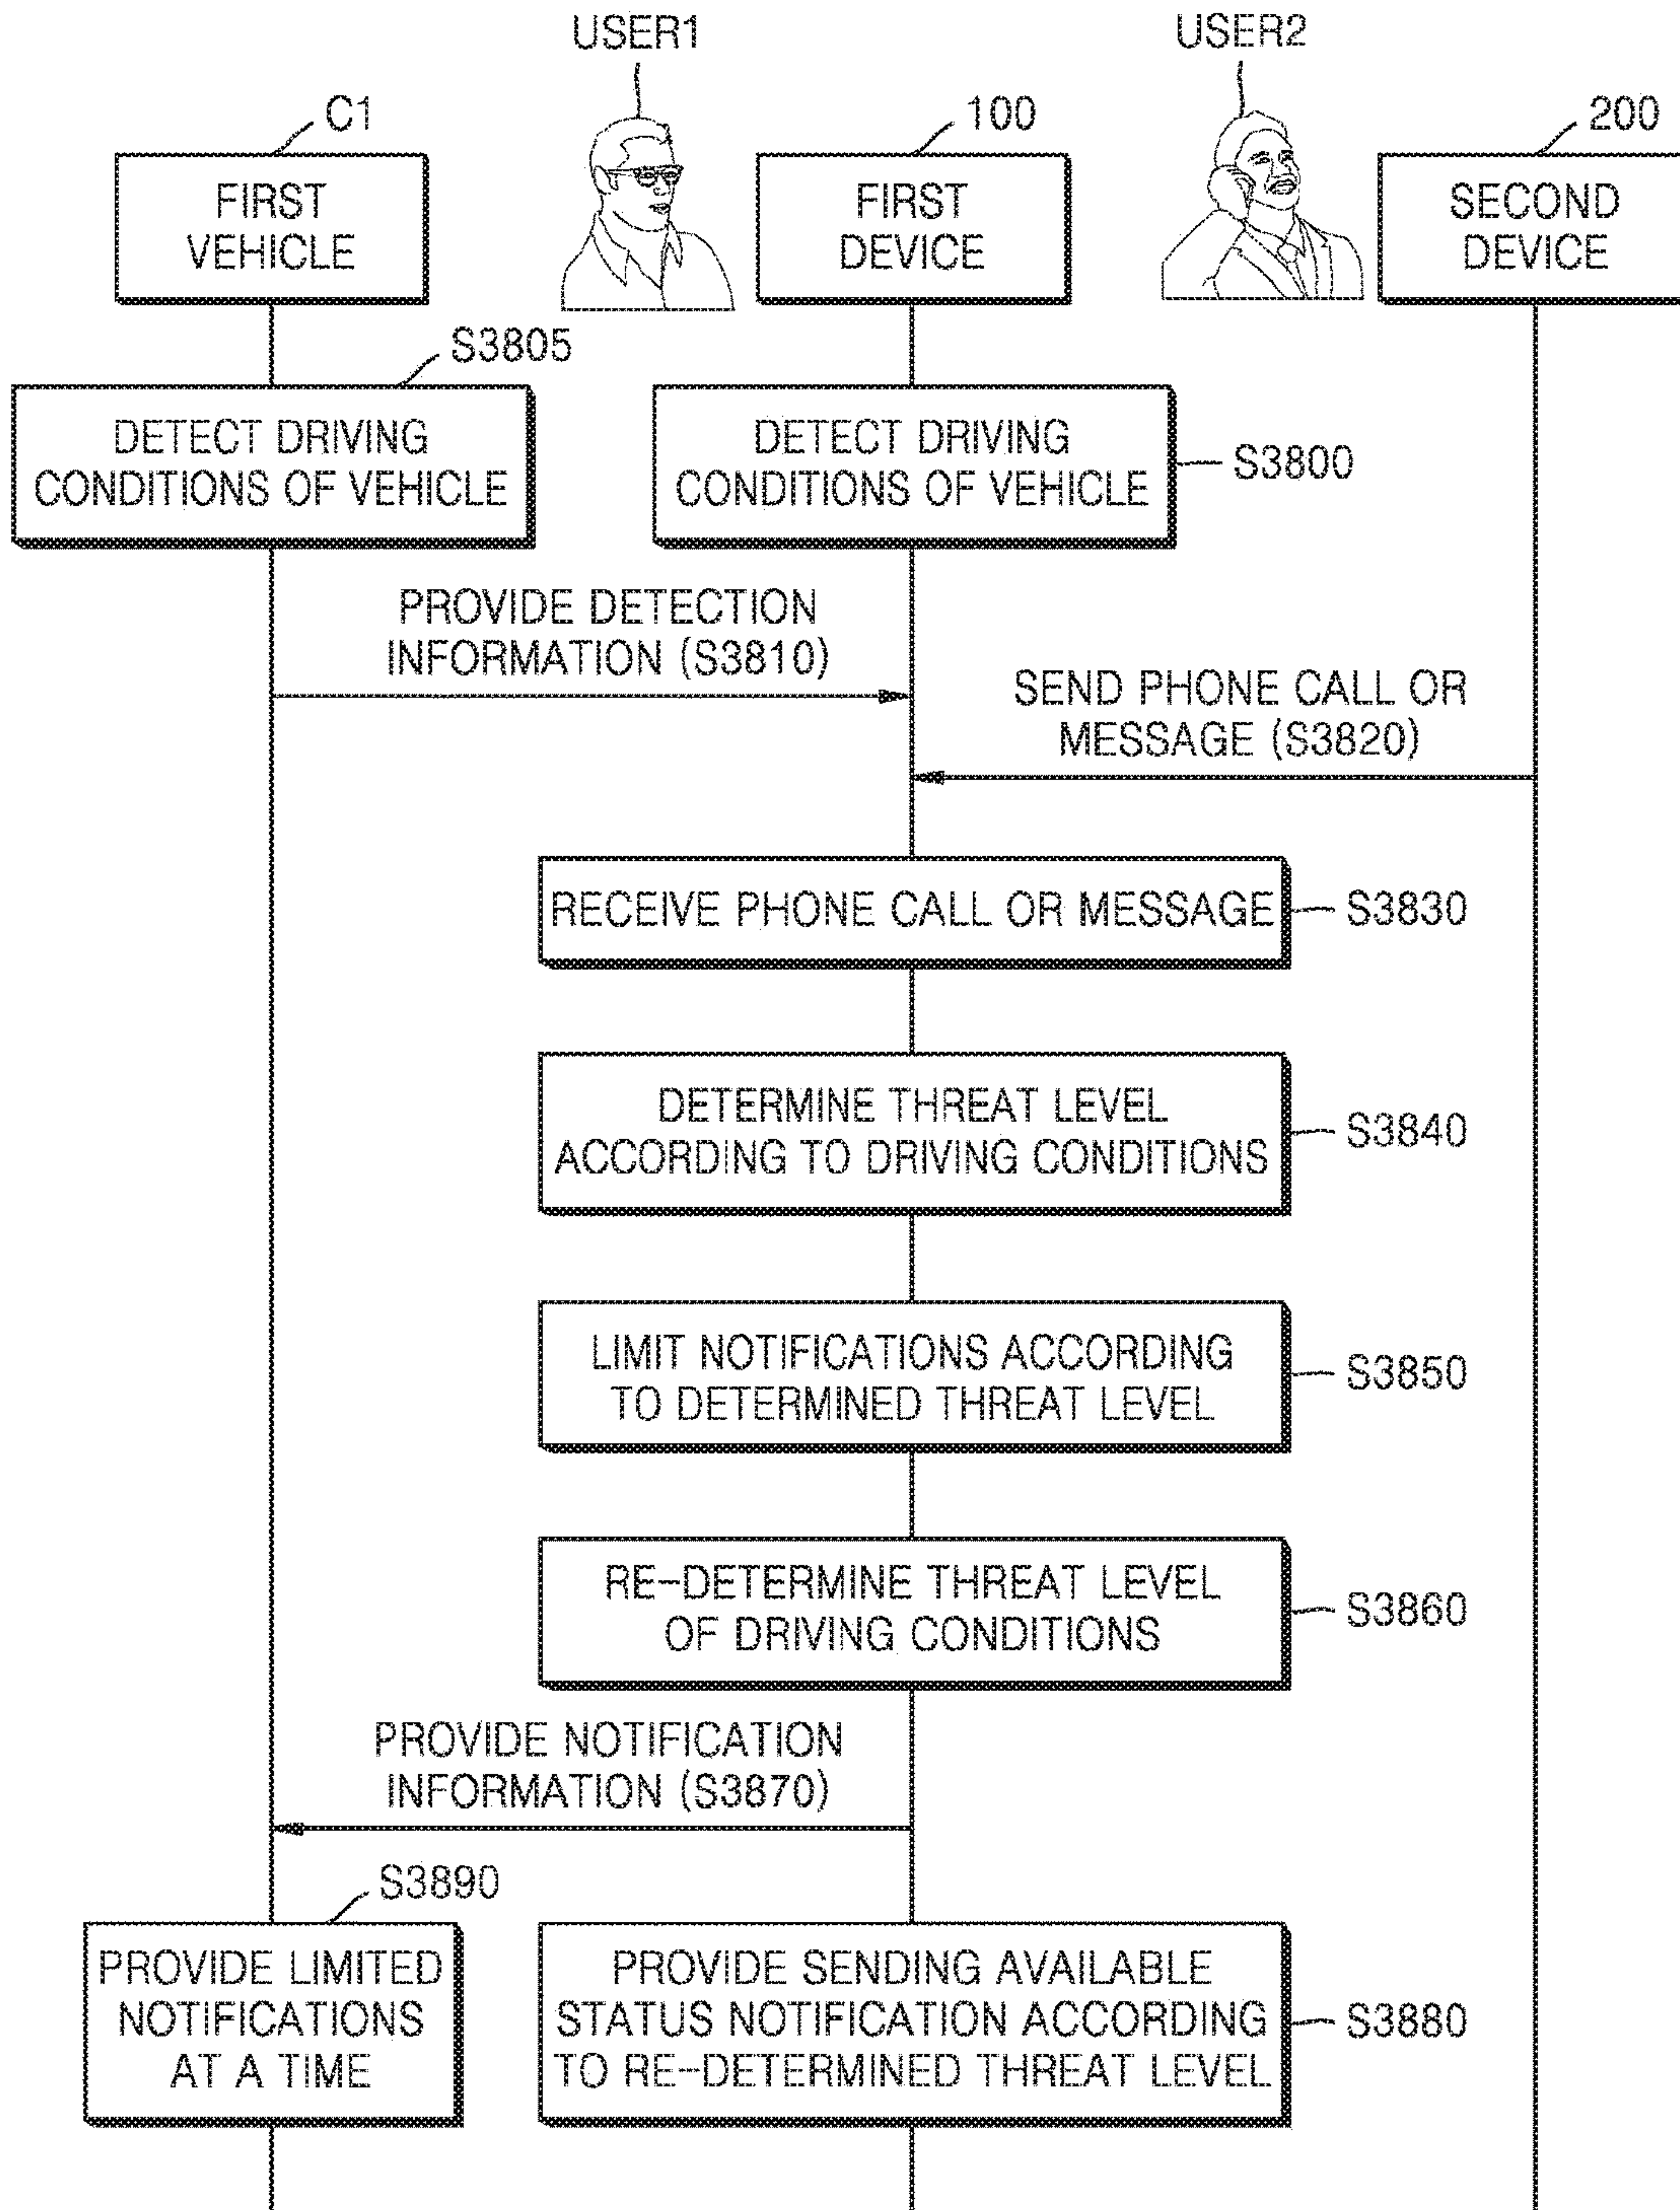 USER1
USER2
C1
100
200
FIRST
VEHICLE
FIRST
DEVICE
SECOND
DEVICE
S3805
DETECT DRIVING
CONDITIONS OF VEHICLE
DETECT DRIVING
CONDITIONS OF VEHICLE
S3800
PROVIDE DETECTION
INFORMATION (S3810)
SEND PHONE CALL OR
MESSAGE (S3820)
RECEIVE PHONE CALL OR MESSAGE
S3830
DETERMINE THREAT LEVEL
ACCORDING TO DRIVING CONDITIONS
S3840
LIMIT NOTIFICATIONS ACCORDING
TO DETERMINED THREAT LEVEL
S3850
RE-DETERMINE THREAT LEVEL
OF DRIVING CONDITIONS
S3860
PROVIDE NOTIFICATION
INFORMATION (S3870)
S3890
PROVIDE LIMITED
NOTIFICATIONS
AT A TIME
PROVIDE SENDING AVAILABLE
STATUS NOTIFICATION ACCORDING
TO RE-DETERMINED THREAT LEVEL
S3880